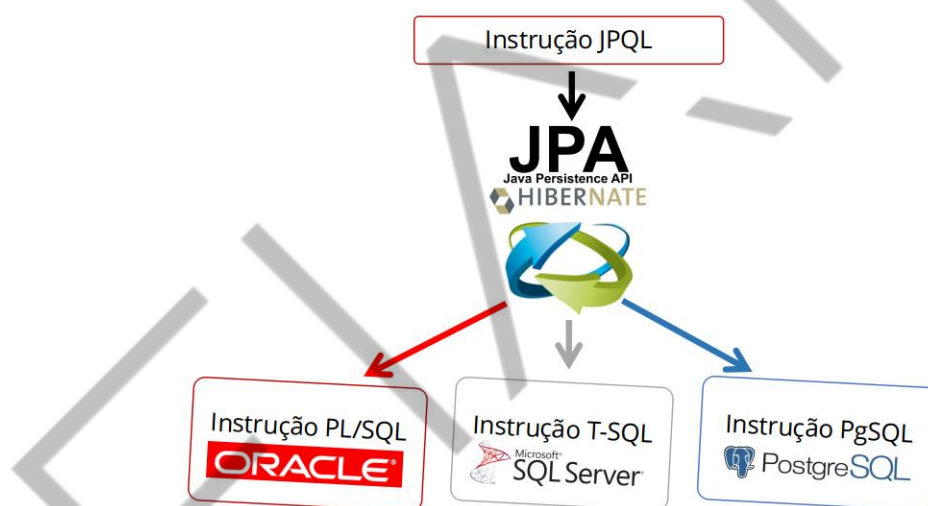 Instrução JPQL
JPA
Java Persistence API
HIBERNATE
Instrução PL/SQL
ORACLE®
Instrução T-SQL
Microsoft®
SQL Server®
Instrução PgSQL
PostgreSQL